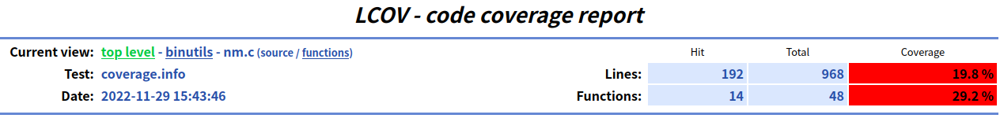 LCOV - code coverage report
Current view: top level - binutils - nm.c (source / functions) Hit Total Coverage
Test: coverage.info Lines: 192 968 19.8 %
Date: 2022-11-29 15:43:46 Functions: 14 48 29.2 %